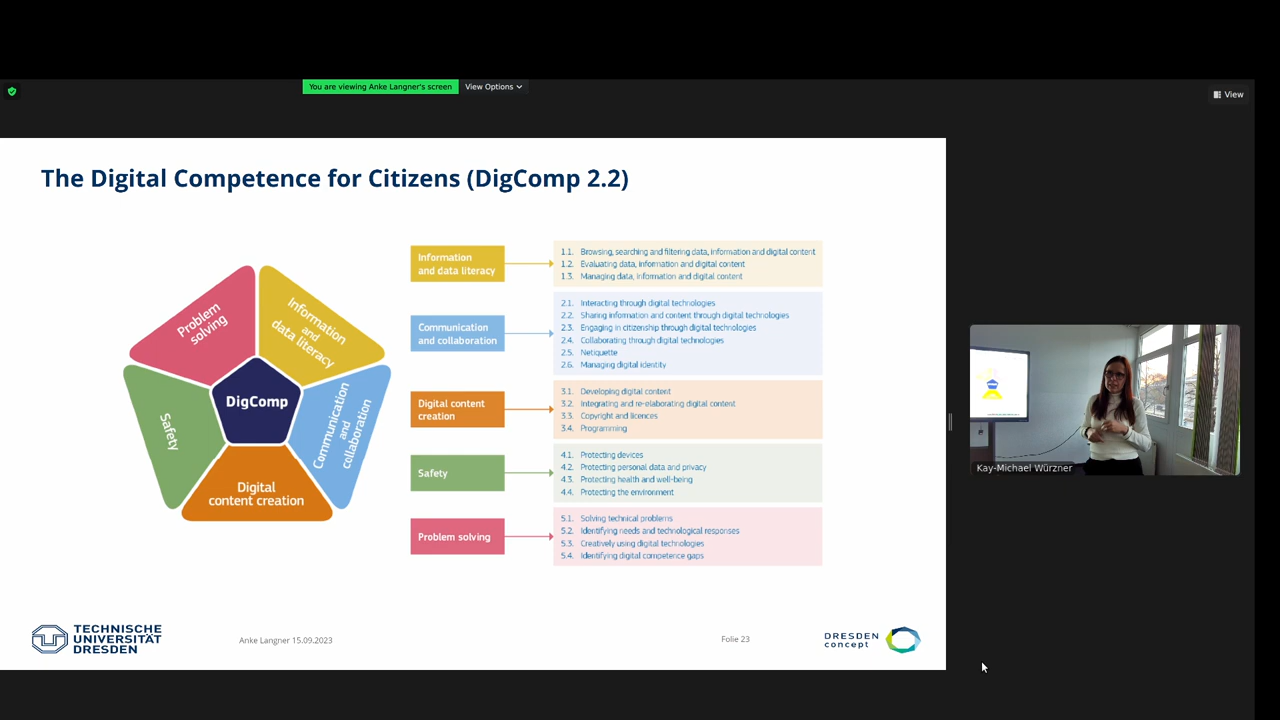 You are viewing Anke Langner's screen
View Options
View
The Digital Competence for Citizens (DigComp 2.2)
Problem
solving
Information
and
data literacy
Safety
DigComp
Communication
and
collaboration
Digital
content creation
Information
and data literacy
1.1. Browsing, searching and filtering data, information and digital content
1.2. Evaluating data, information and digital content
1.3. Managing data, information and digital content
Communication
and collaboration
2.1. Interacting through digital technologies
2.2. Sharing information and content through digital technologies
2.3. Engaging in citizenship through digital technologies
2.4. Collaborating through digital technologies
2.5. Netiquette
2.6. Managing digital identity
Digital content
creation
3.1. Developing digital content
3.2. Integrating and re-elaborating digital content
3.3. Copyright and licences
3.4. Programming
Safety
4.1. Protecting devices
4.2. Protecting personal data and privacy
4.3. Protecting health and well-being
4.4. Protecting the environment
Problem solving
5.1. Solving technical problems
5.2. Identifying needs and technological responses
5.3. Creatively using digital technologies
5.4. Identifying digital competence gaps
Kay-Michael Würzner
TECHNISCHE
UNIVERSITÄT
DRESDEN
Anke Langner 15.09.2023
Folie 23
DRESDEN
concept